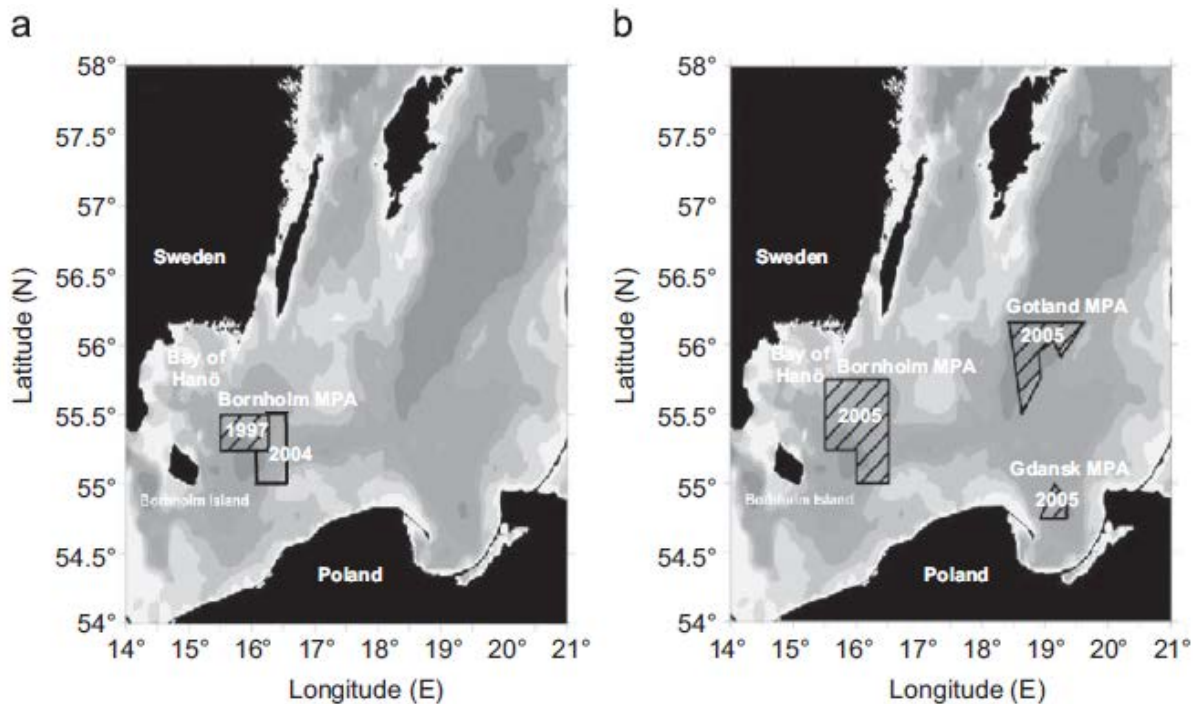 a
58°
57.5°
57°
56.5°
56°
55.5°
55°
54.5°
54°
Latitude (N)
Sweden
Bay of
Hanö
Bornholm MPA
1997
2004
Bornholm Island
Poland
14° 15° 16° 17° 18° 19° 20° 21°
Longitude (E)
b
58°
57.5°
57°
56.5°
56°
55.5°
55°
54.5°
54°
Latitude (N)
Sweden
Gotland MPA
2005
Bay of
Hanö
Bornholm MPA
2005
Gdansk MPA
2005
Bornholm Island
Poland
14° 15° 16° 17° 18° 19° 20° 21°
Longitude (E)